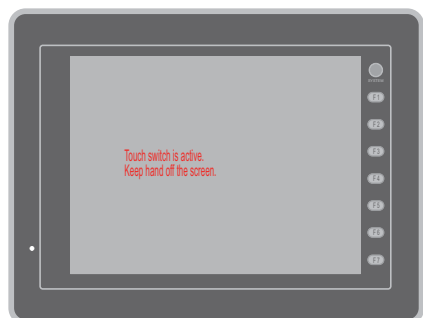 SYSTEM
F1
F2
Touch switch is active.
F3
Keep hand off the screen.
F4
F5
F6
F7